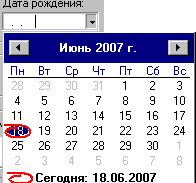 Дата рождения:
. .
Июнь 2007 г.
Пн Вт Ср Чт Пт Сб Вс
28 29 30 31 1 2 3
4 5 6 7 8 9 10
11 12 13 14 15 16 17
18 19 20 21 22 23 24
25 26 27 28 29 30 1
2 3 4 5 6 7 8
Сегодня: 18.06.2007